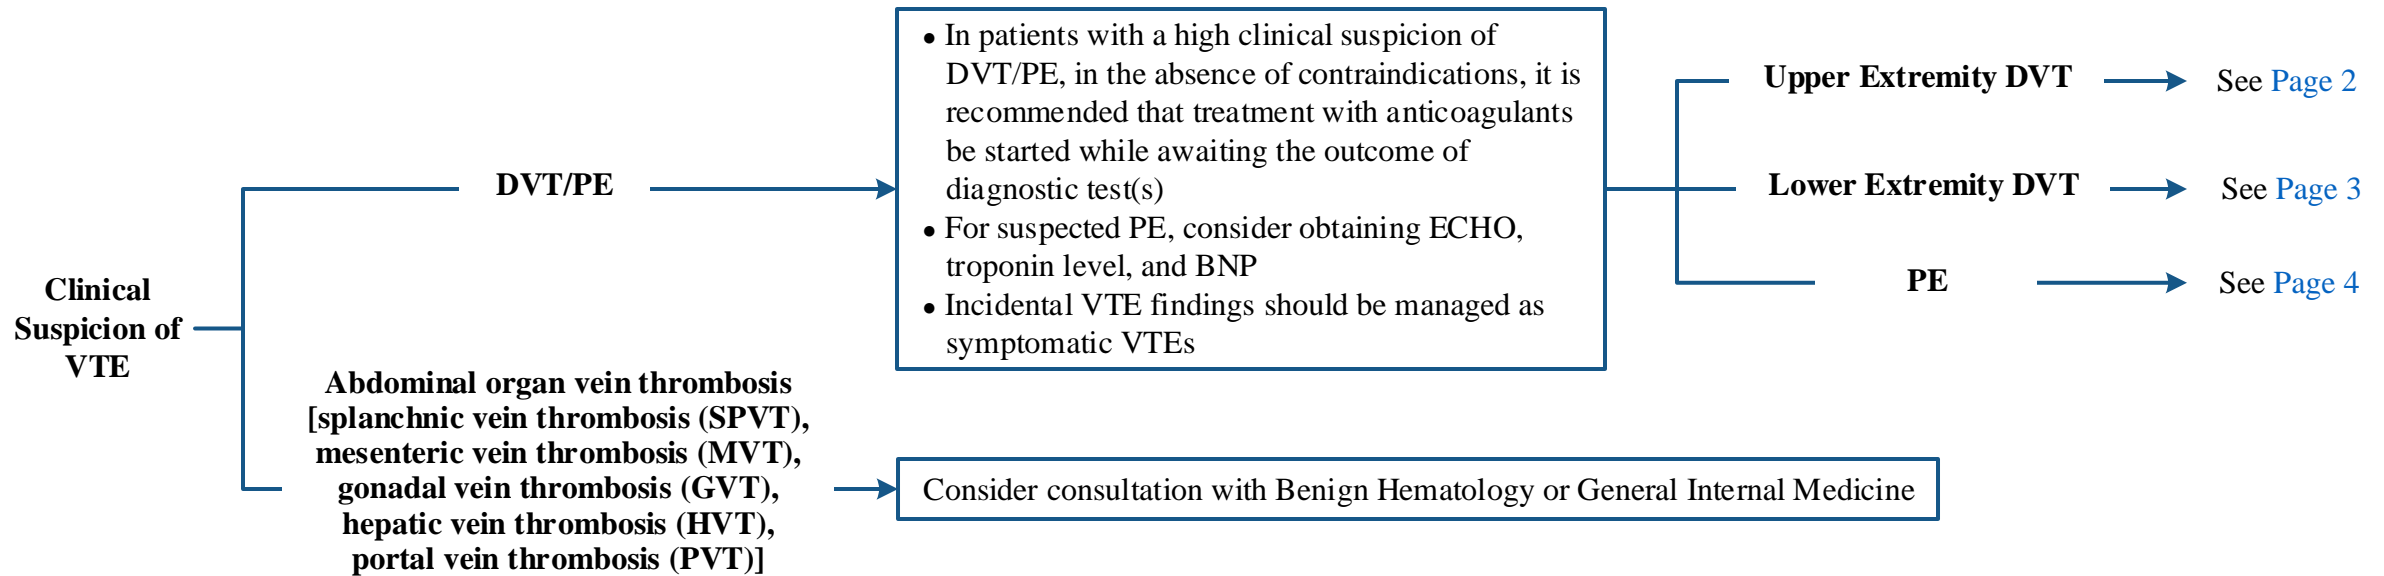 Clinical
Suspicion of
VTE
DVT/PE
• In patients with a high clinical suspicion of
DVT/PE, in the absence of contraindications, it is
recommended that treatment with anticoagulants
be started while awaiting the outcome of
diagnostic test(s)
• For suspected PE, consider obtaining ECHO,
troponin level, and BNP
• Incidental VTE findings should be managed as
symptomatic VTEs
Upper Extremity DVT
See Page 2
Lower Extremity DVT
See Page 3
PE
See Page 4
Abdominal organ vein thrombosis
[splanchnic vein thrombosis (SPVT),
mesenteric vein thrombosis (MVT),
gonadal vein thrombosis (GVT),
hepatic vein thrombosis (HVT),
portal vein thrombosis (PVT)]
Consider consultation with Benign Hematology or General Internal Medicine